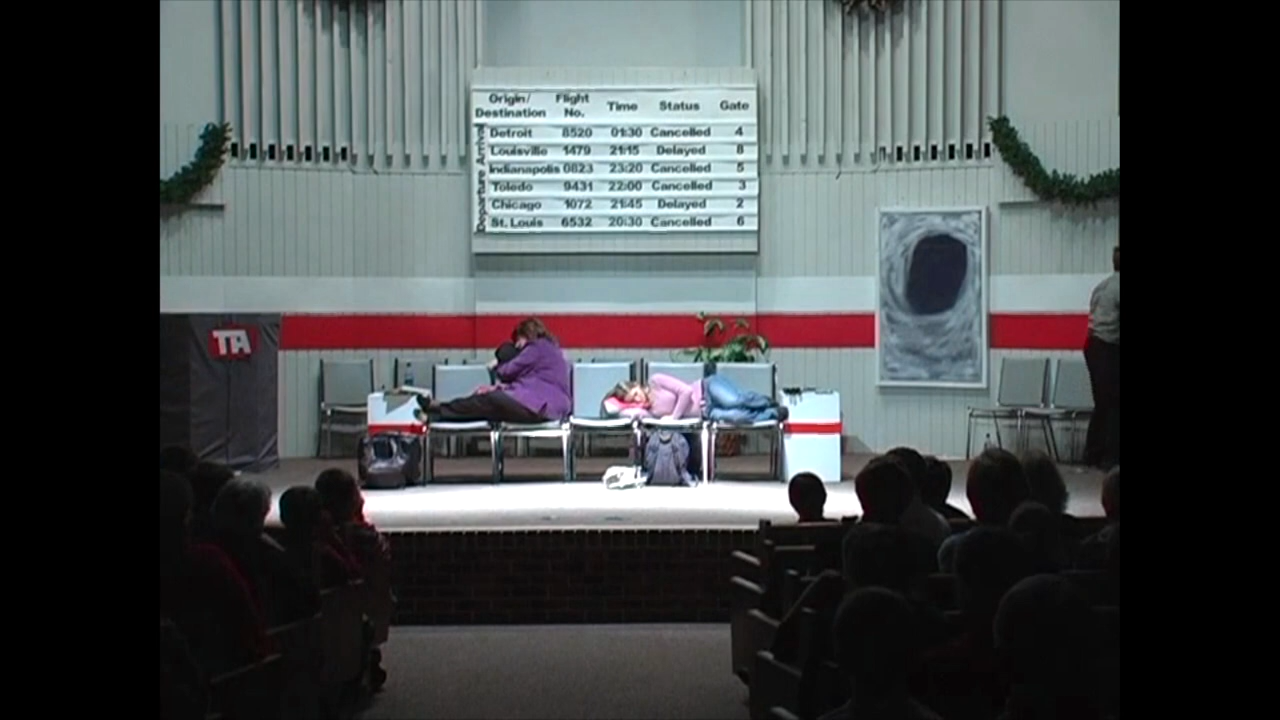 Origin/ Destination Flight No. Time Status Gate
Departure Arrival
Detroit 8520 01:30 Cancelled 4
Louisville 1479 21:15 Delayed 8
Indianapolis 0823 23:20 Cancelled 5
Toledo 9431 22:00 Cancelled 3
Chicago 1072 21:45 Delayed 2
St. Louis 6532 20:30 Cancelled 6
TA